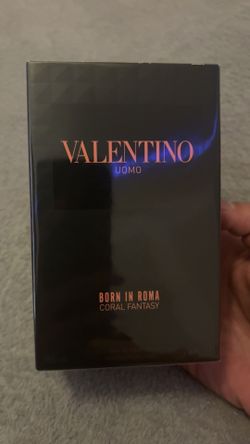 VALENTINO
UOMO
BORN IN ROMA
CORAL FANTASY